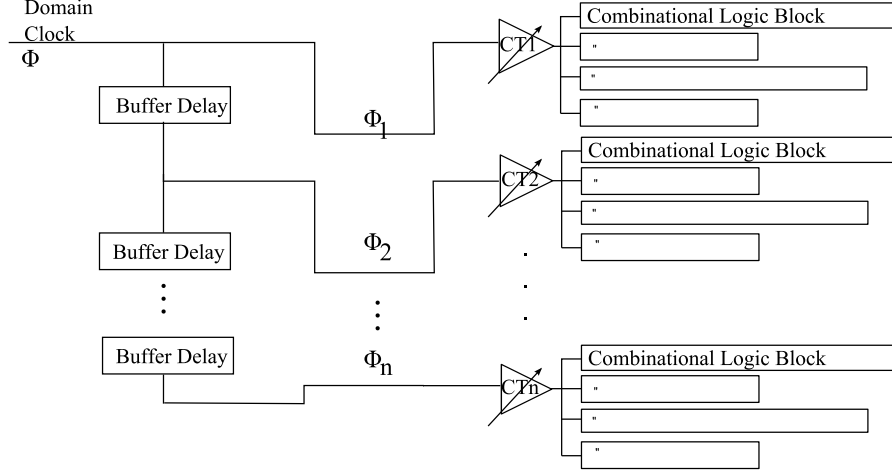 Domain
Clock
Φ
Buffer Delay
Φ1
CT1
Combinational Logic Block
"
"
"
Buffer Delay
Φ2
CT2
Combinational Logic Block
"
"
"
Buffer Delay
Φn
CTn
Combinational Logic Block
"
"
"